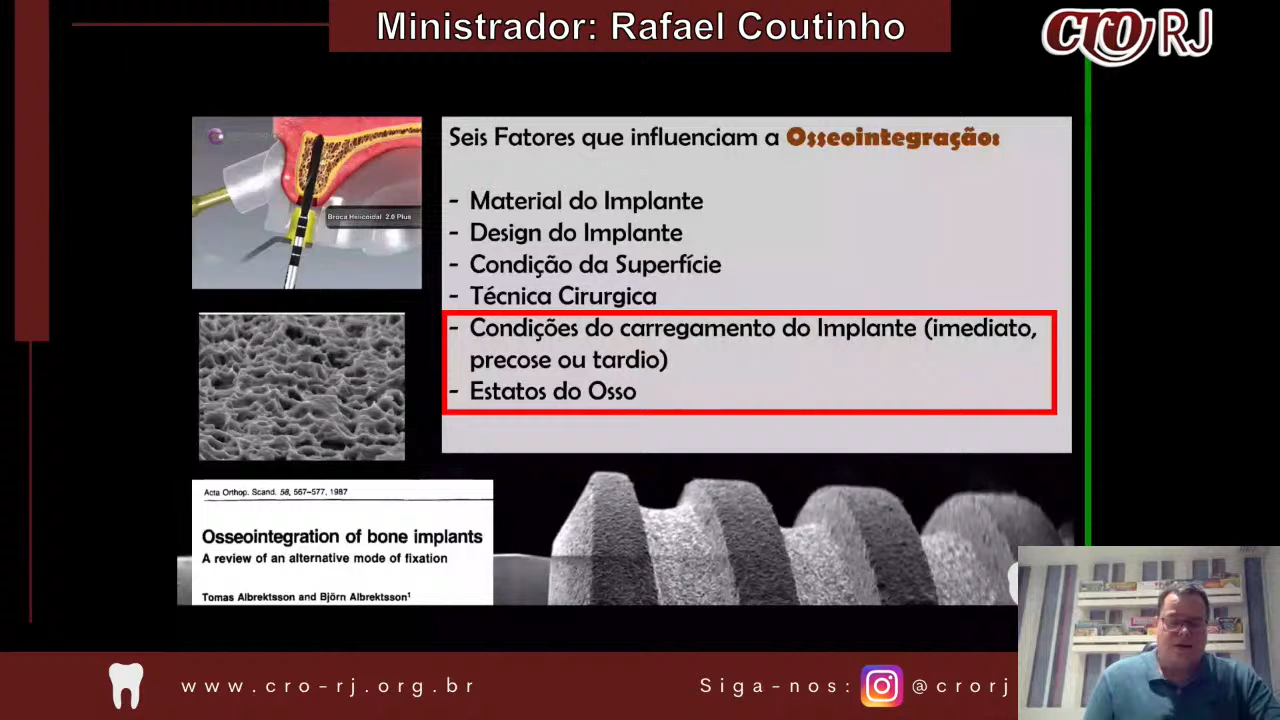 Ministrador: Rafael Coutinho
CRO RJ
Seis Fatores que influenciam a Osseointegração:
Broca Helicoidal 2.0 Plus
- Material do Implante
- Design do Implante
- Condição da Superfície
- Técnica Cirurgica
- Condições do carregamento do Implante (imediato,
precose ou tardio)
- Estatos do Osso
Acta Orthop. Scand. 58, 567–577, 1987
Osseointegration of bone implants
A review of an alternative mode of fixation
Tomas Albrektsson and Björn Albrektsson¹
www.cro-rj.org.br
Siga-nos: @crorj